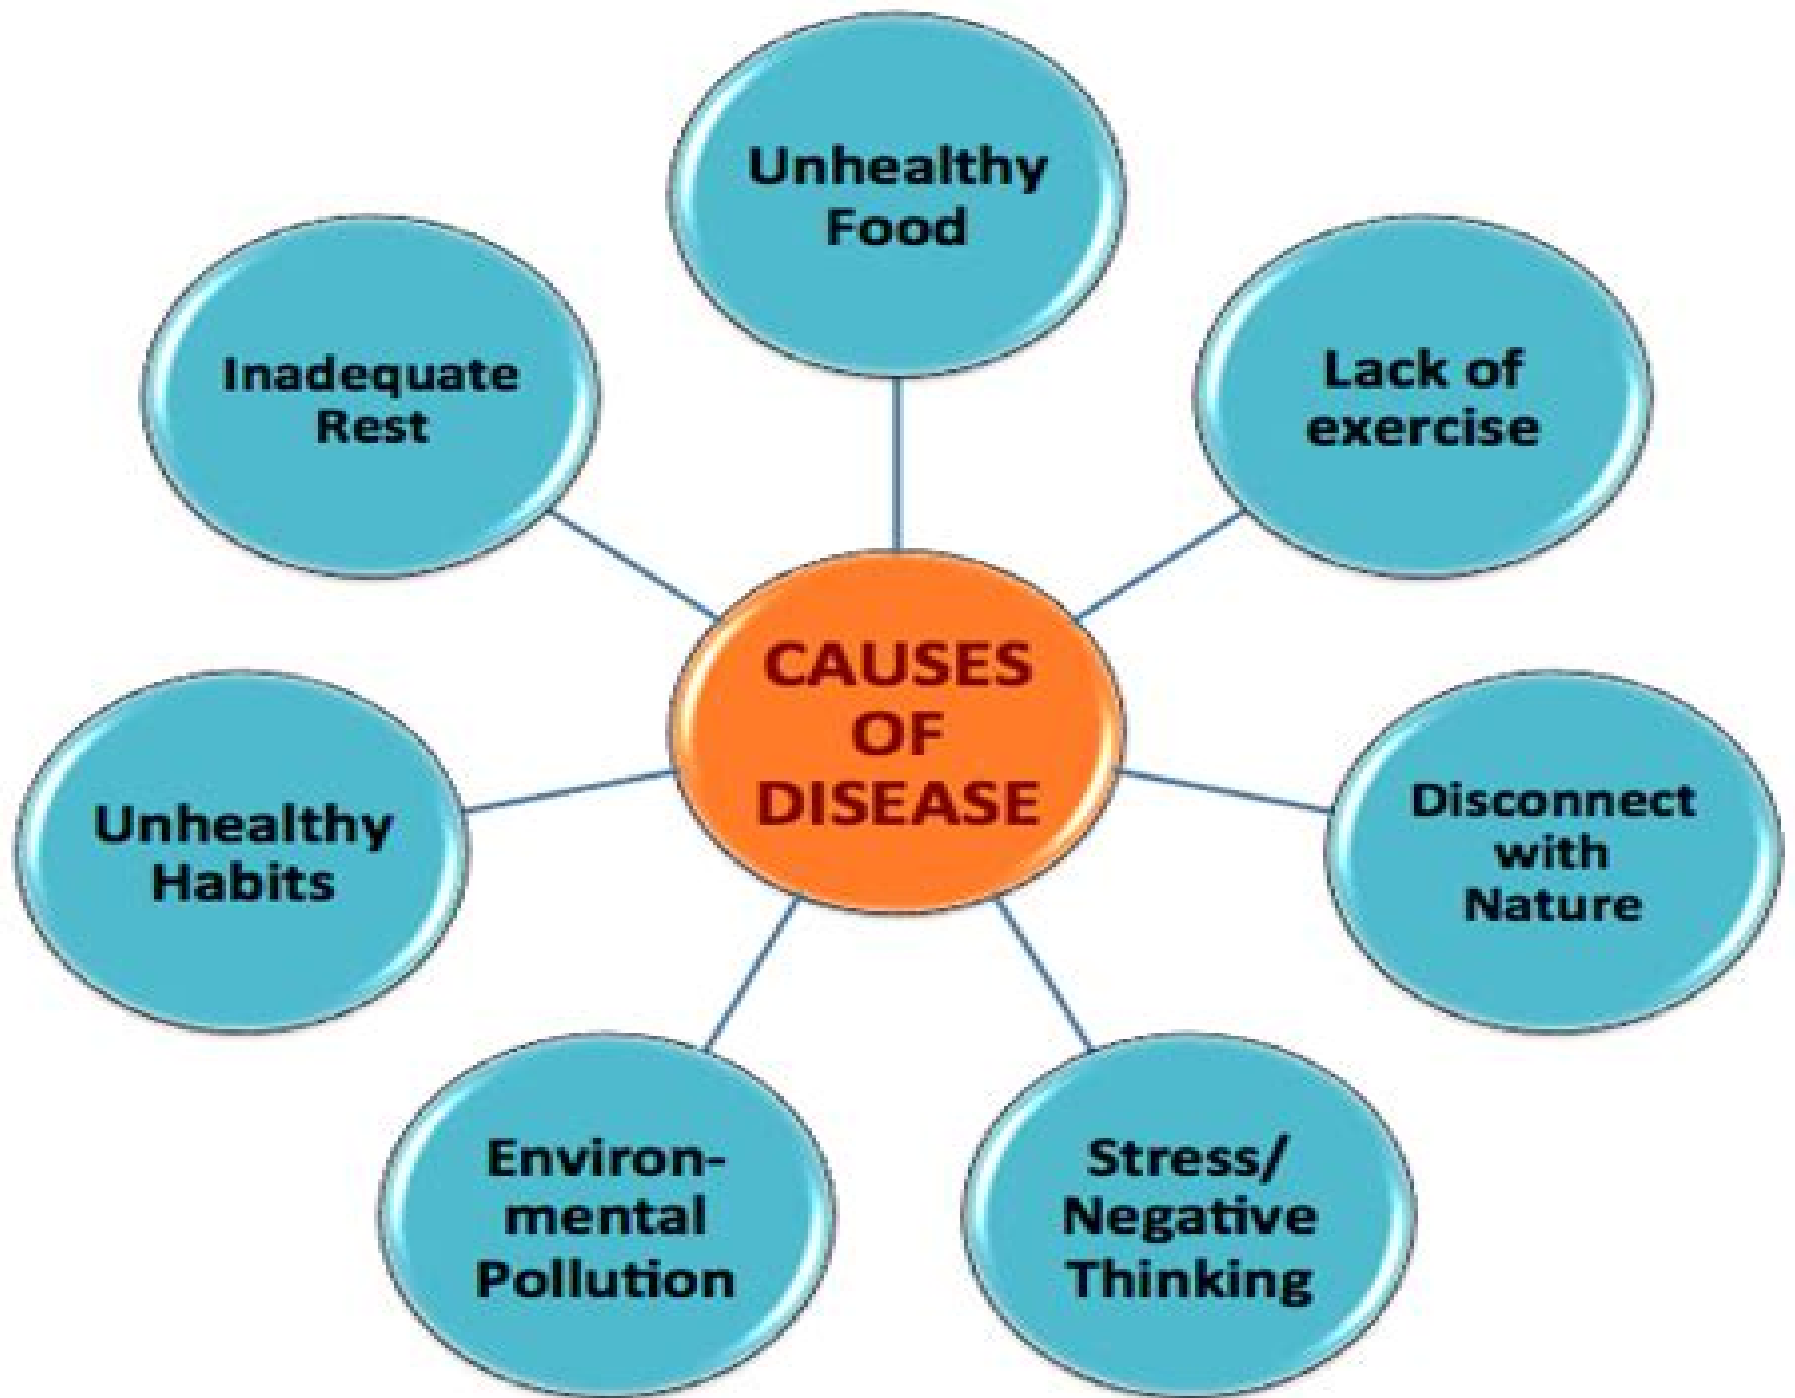 Unhealthy
Food
Lack of
exercise
Disconnect
with
Nature
Stress/
Negative
Thinking
Environ-
mental
Pollution
Unhealthy
Habits
Inadequate
Rest
CAUSES
OF
DISEASE